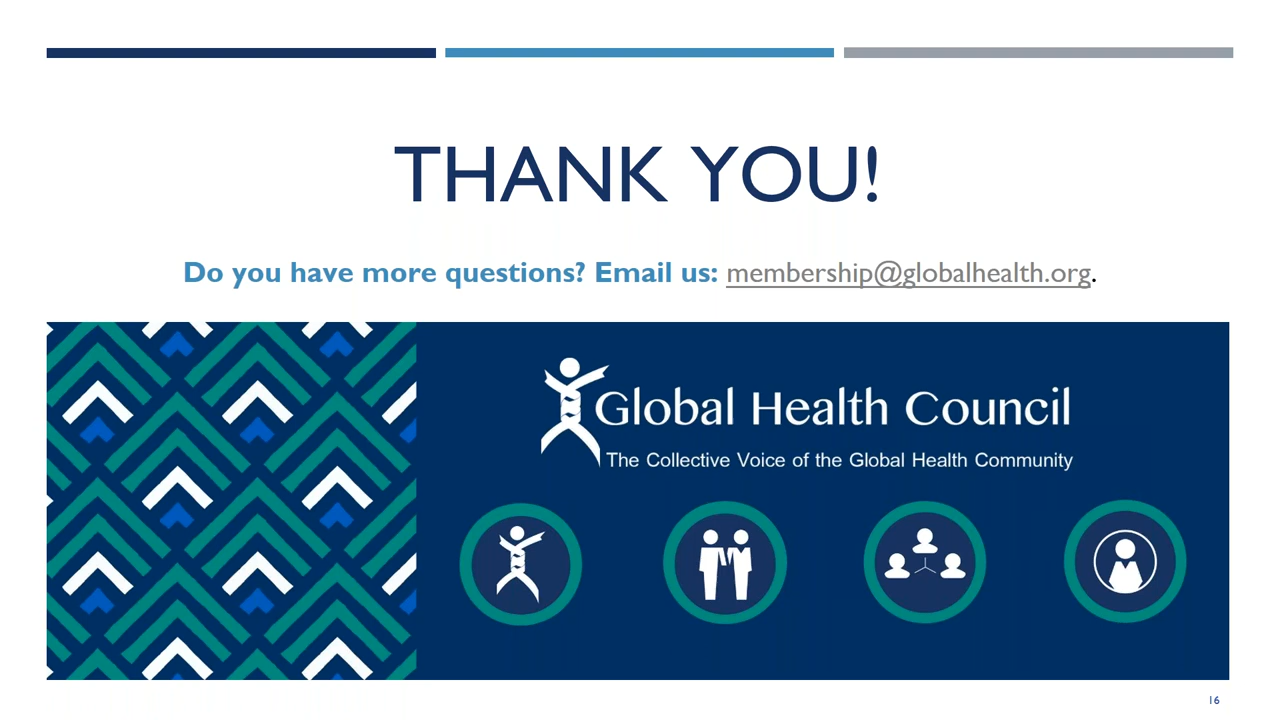 THANK YOU!
Do you have more questions? Email us: membership@globalhealth.org.
Global Health Council
The Collective Voice of the Global Health Community
16